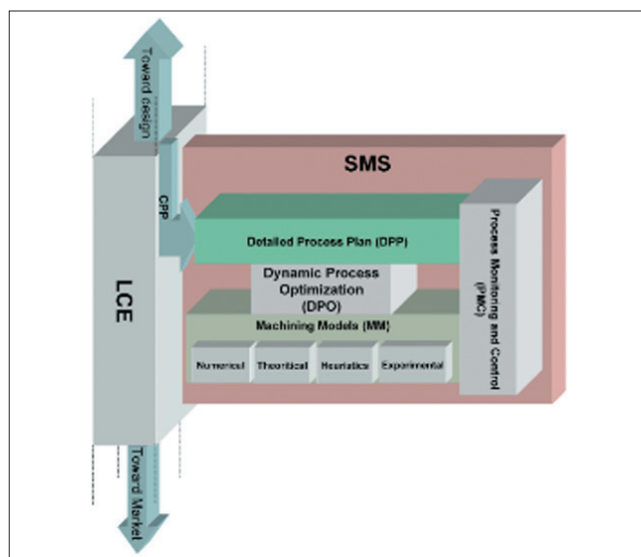 Toward design
CPP
LCE
Toward Market
SMS
Detailed Process Plan (DPP)
Dynamic Process
Optimization
(DPO)
Machining Models (MM)
Numerical
Theoritical
Heuristics
Experimental
Process Monitoring and Control
(PMC)